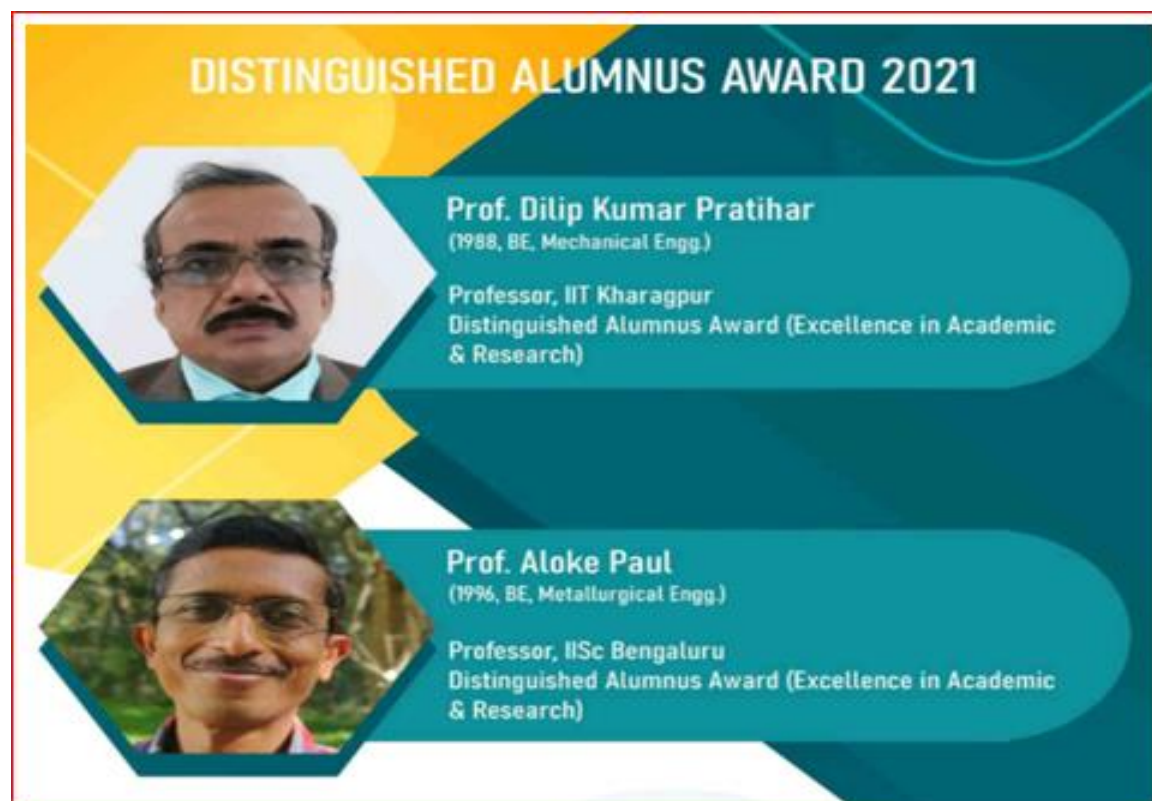 DISTINGUISHED ALUMNUS AWARD 2021
Prof. Dilip Kumar Pratihar
(1988, BE, Mechanical Engg.)
Professor, IIT Kharagpur
Distinguished Alumnus Award (Excellence in Academic
& Research)
Prof. Aloke Paul
(1996, BE, Metallurgical Engg.)
Professor, IISc Bengaluru
Distinguished Alumnus Award (Excellence in Academic
& Research)